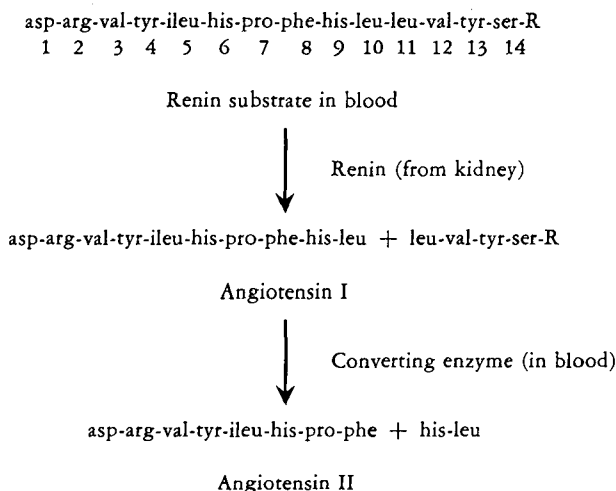 asp-arg-val-tyr-ileu-his-pro-phe-his-leu-leu-val-tyr-ser-R
1 2 3 4 5 6 7 8 9 10 11 12 13 14
Renin substrate in blood
Renin (from kidney)
asp-arg-val-tyr-ileu-his-pro-phe-his-leu + leu-val-tyr-ser-R
Angiotensin I
Converting enzyme (in blood)
asp-arg-val-tyr-ileu-his-pro-phe + his-leu
Angiotensin II